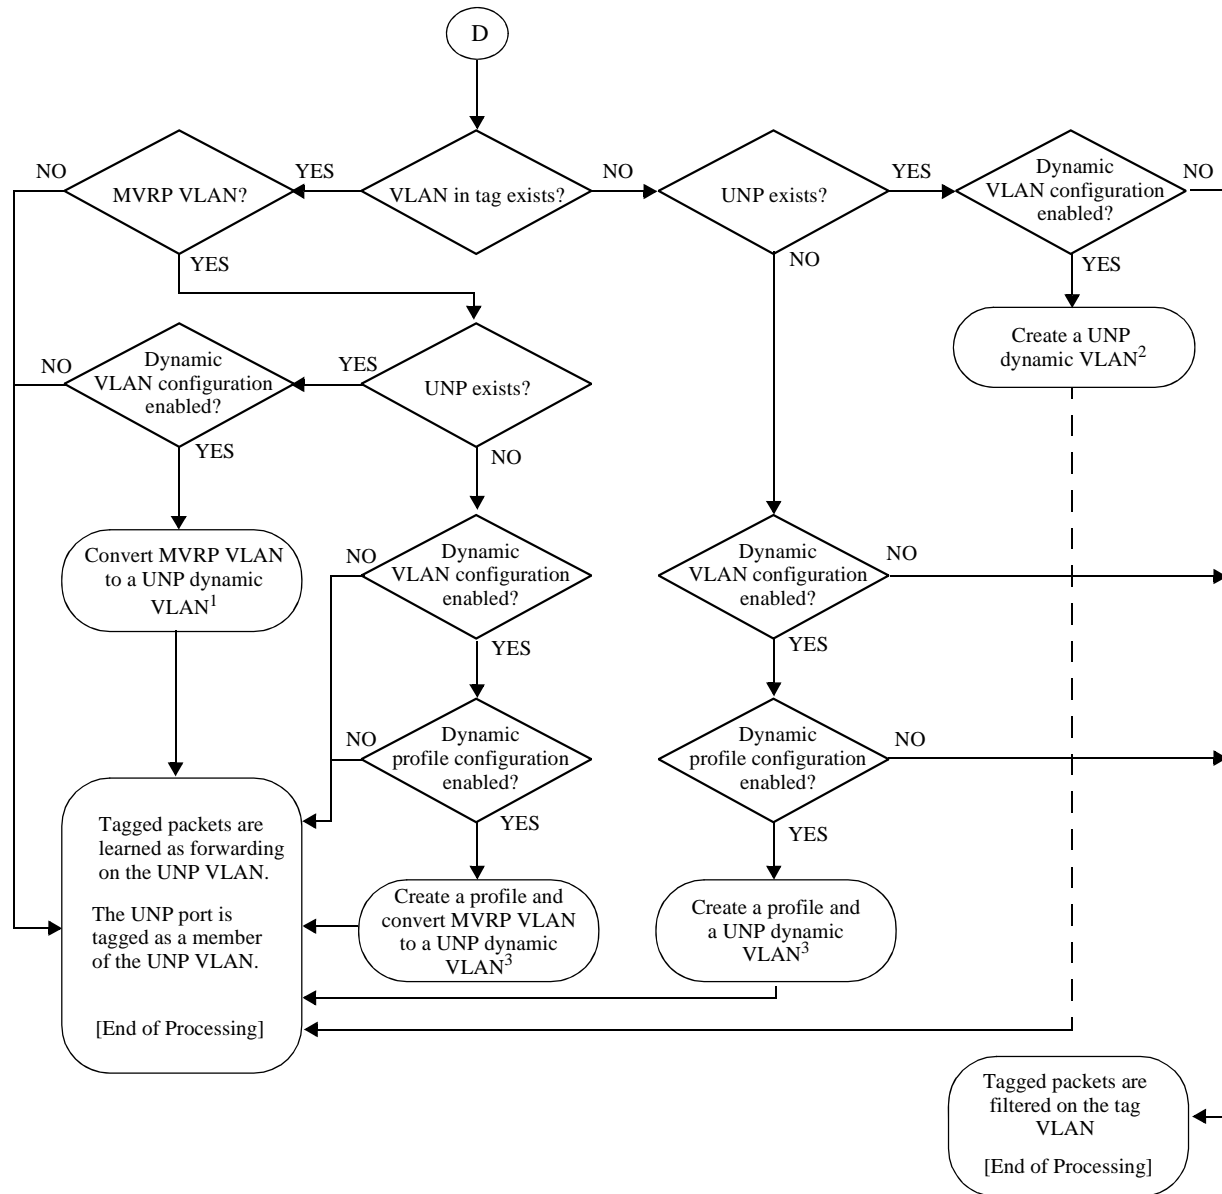 D
NO
MVRP VLAN?
YES
VLAN in tag exists?
NO
UNP exists?
YES
Dynamic
VLAN configuration
enabled?
NO
YES
NO
YES
NO
Dynamic
VLAN configuration
enabled?
YES
UNP exists?
Create a UNP
dynamic VLAN2
YES
NO
Convert MVRP VLAN
to a UNP dynamic
VLAN1
NO
Dynamic
VLAN configuration
enabled?
Dynamic
VLAN configuration
enabled?
NO
YES
YES
NO
Dynamic
profile configuration
enabled?
Dynamic
profile configuration
enabled?
NO
YES
YES
Tagged packets are
learned as forwarding
on the UNP VLAN.
The UNP port is
tagged as a member
of the UNP VLAN.
[End of Processing]
Create a profile and
convert MVRP VLAN
to a UNP dynamic
VLAN3
Create a profile and
a UNP dynamic
VLAN3
Tagged packets are
filtered on the tag
VLAN
[End of Processing]